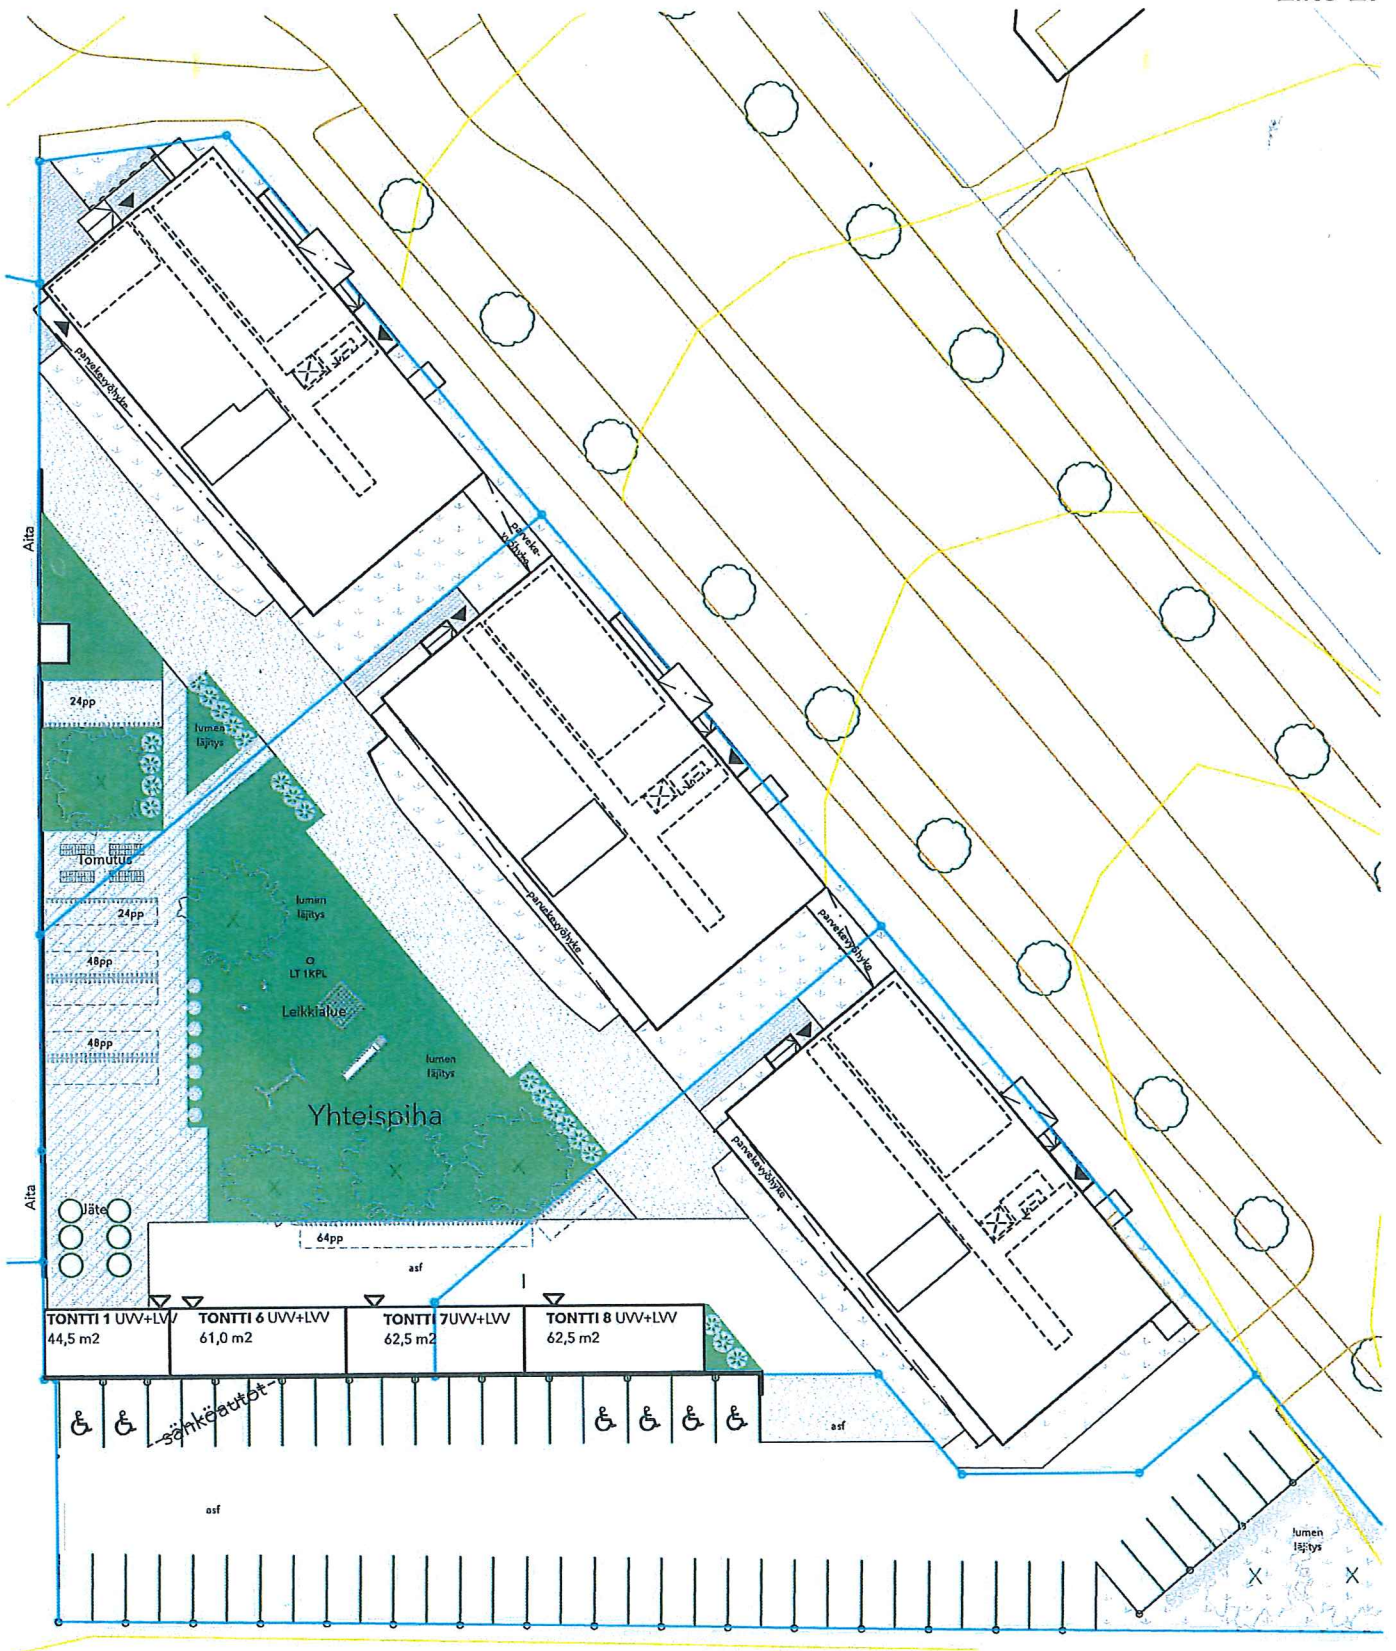 parvekevyöhyke
Aita
parveke-
vyöhyke
24pp
lumen
läjitys
Tomutus
24pp
lumen
läjitys
parvekevyöhyke
parvekevyöhyke
48pp
LT 1KPL
Leikkialue
48pp
lumen
läjitys
Yhteispiha
parvekevyöhyke
Aita
Jäte
64pp
asf
TONTTI 1 UVV+LVV
44,5 m2
TONTTI 6 UVV+LVV
61,0 m2
TONTTI 7UVV+LVV
62,5 m2
TONTTI 8 UVV+LVV
62,5 m2
sähköautot
asf
asf
lumen
läjitys